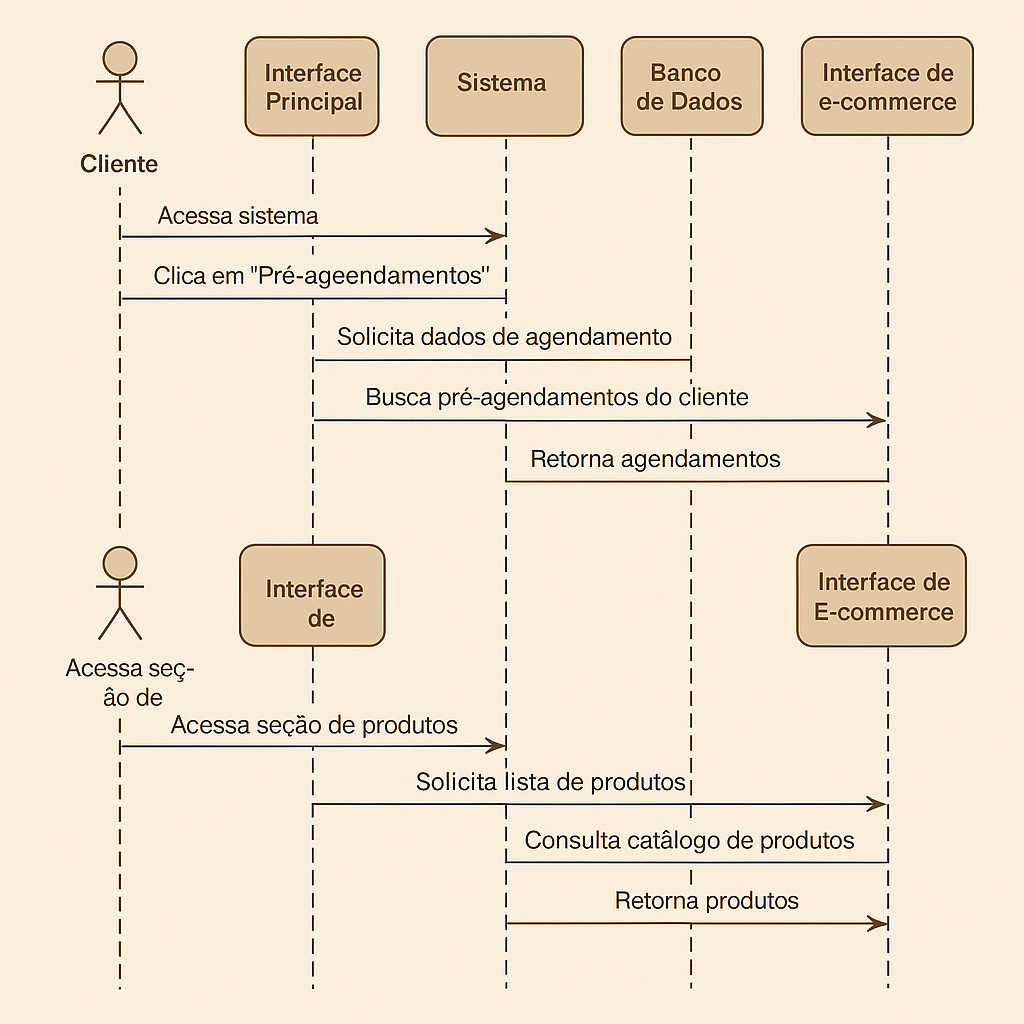 Interface
Principal
Sistema
Banco
de Dados
Interface de
e-commerce
Cliente
Acessa sistema
Clica em "Pré-ageendamentos"
Solicita dados de agendamento
Busca pré-agendamentos do cliente
Retorna agendamentos
Interface
de
Interface de
E-commerce
Acessa seç-
âo de
Acessa seção de produtos
Solicita lista de produtos
Consulta catâlogo de produtos
Retorna produtos